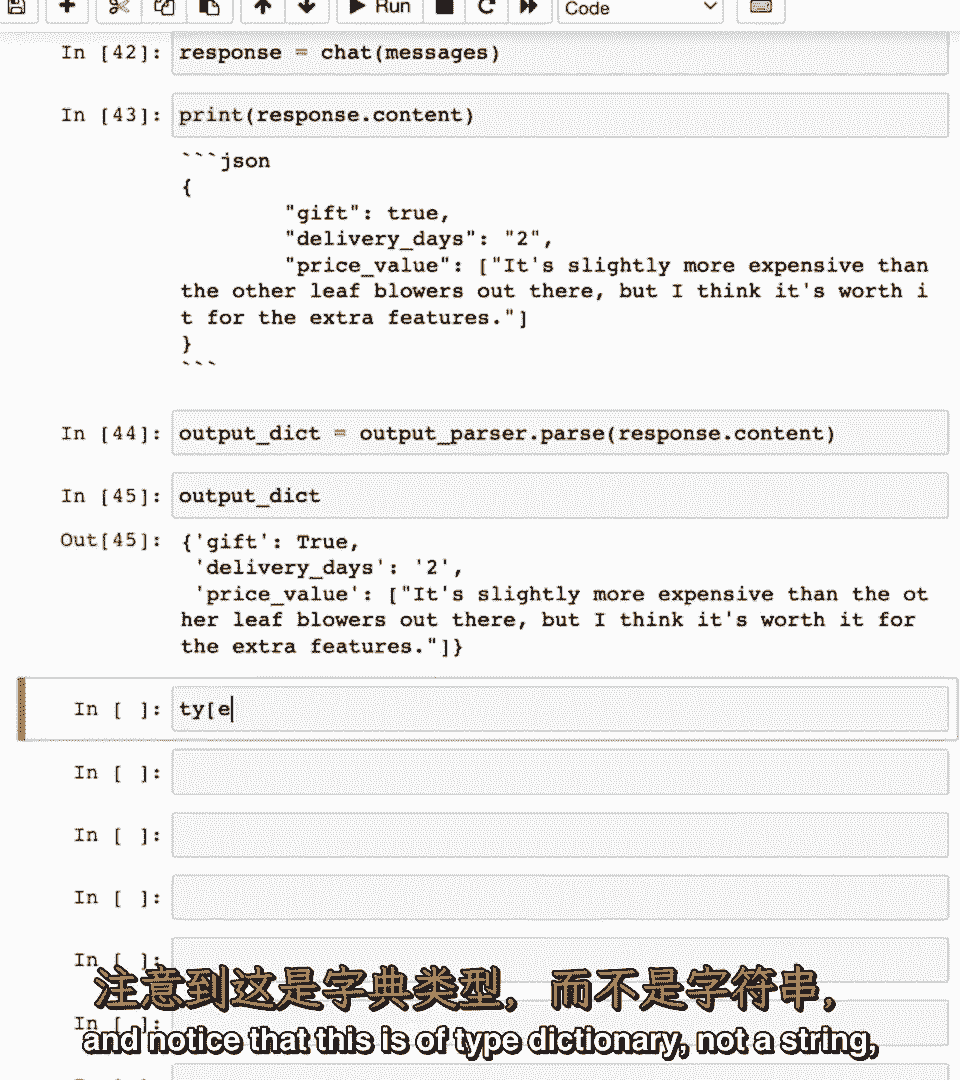 Run
Code
In [42]: response = chat(messages)
In [43]: print(response.content)
```json
{
"gift": true,
"delivery_days": "2",
"price_value": ["It's slightly more expensive than
the other leaf blowers out there, but I think it's worth i
t for the extra features."]
}
```
In [44]: output_dict = output_parser.parse(response.content)
In [45]: output_dict
Out[45]: {'gift': True,
'delivery_days': '2',
'price_value': ["It's slightly more expensive than the ot
her leaf blowers out there, but I think it's worth it for
the extra features."]}
In [ ]: ty[e
In [ ]:
In [ ]:
In [ ]:
In [ ]:
注意到这是字典类型，而不是字符串，
In [ ]:
and notice that this is of type dictionary, not a string,